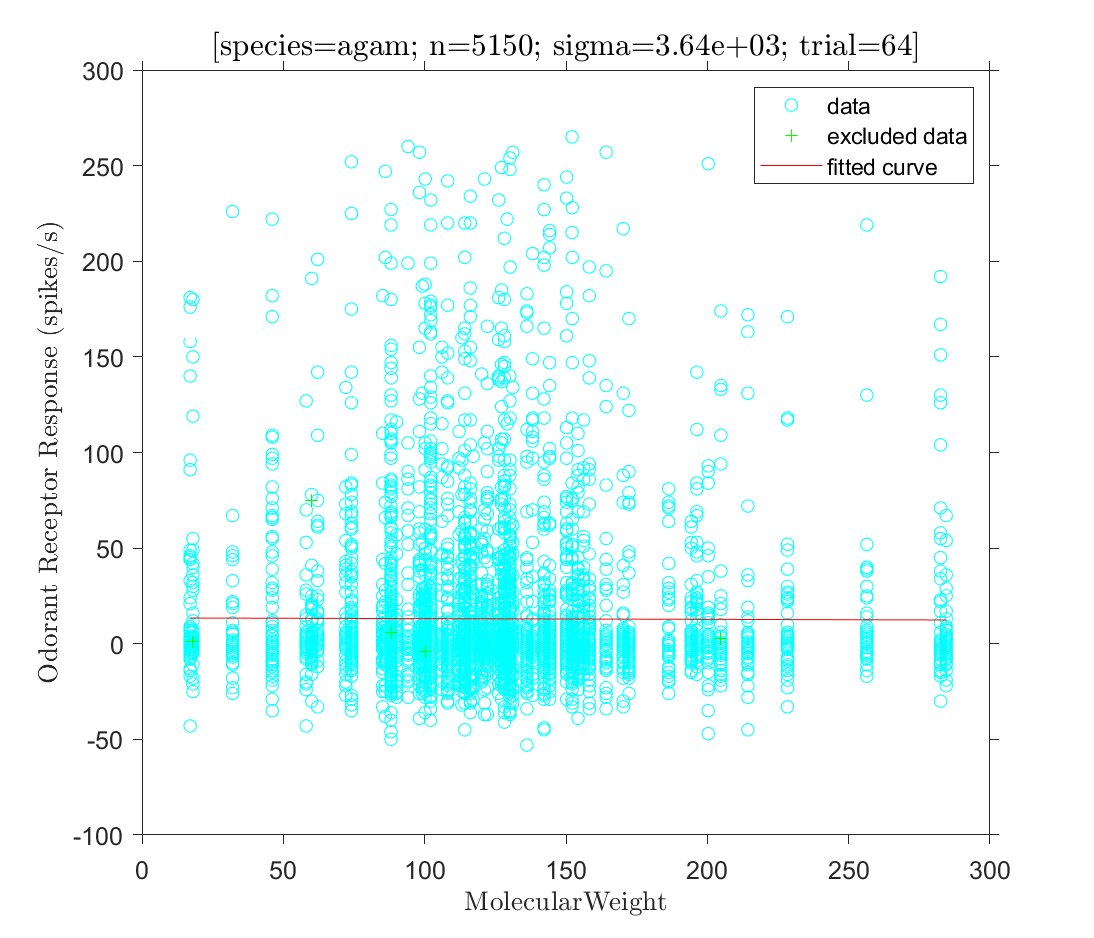 [species=agam; n=5150; sigma=3.64e+03; trial=64]
300
250
200
150
100
50
0
-50
-100
Odorant Receptor Response (spikes/s)
data
excluded data
fitted curve
0 50 100 150 200 250 300
MolecularWeight